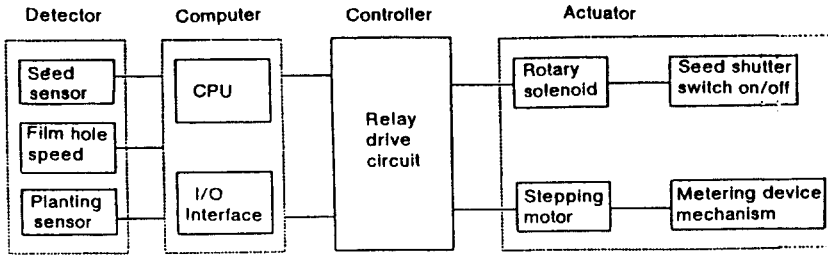 Detector
Computer
Controller
Actuator
Seed
sensor
Film hole
speed
Planting
sensor
CPU
I/O
Interface
Relay
drive
circuit
Rotary
solenoid
Seed shutter
switch on/off
Stepping
motor
Metering device
mechanism